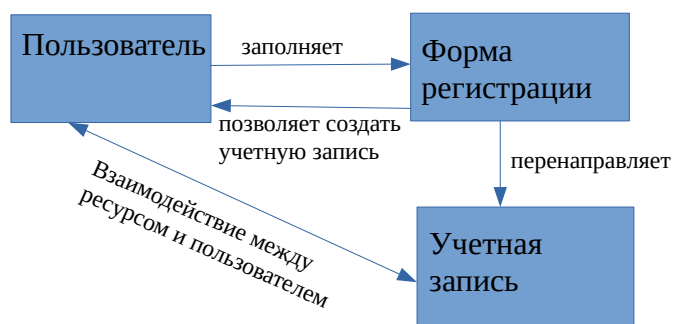 Пользователь
заполняет
Форма
регистрации
позволяет создать
учетную запись
перенаправляет
Взаимодействие между
ресурсом и пользователем
Учетная
запись